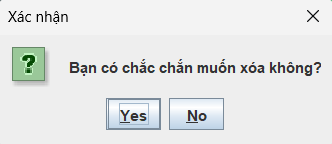 Xác nhận
Bạn có chắc chắn muốn xóa không?
Yes No